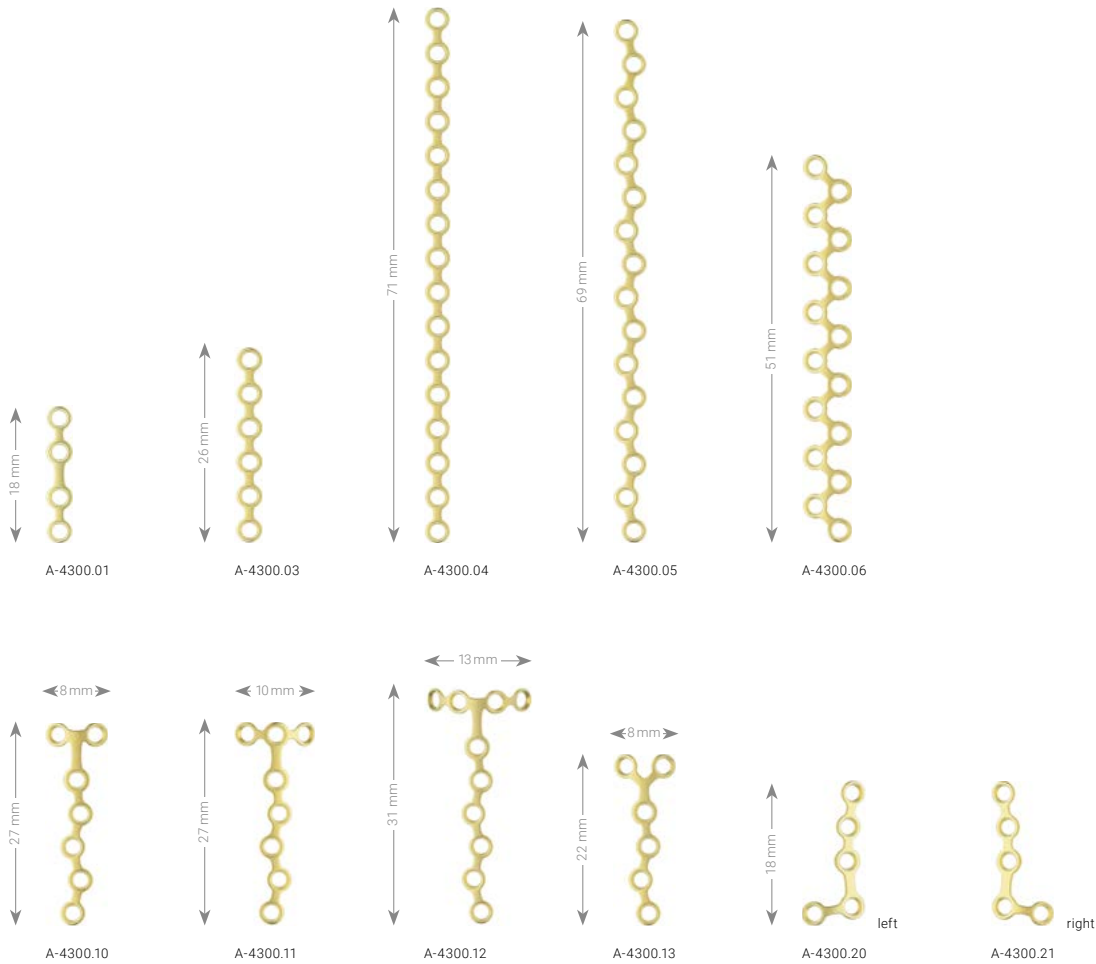 71 mm
69 mm
51 mm
26 mm
18 mm
A-4300.01
A-4300.03
A-4300.04
A-4300.05
A-4300.06
13 mm
8 mm
10 mm
8 mm
27 mm
27 mm
31 mm
22 mm
18 mm
left
right
A-4300.10
A-4300.11
A-4300.12
A-4300.13
A-4300.20
A-4300.21